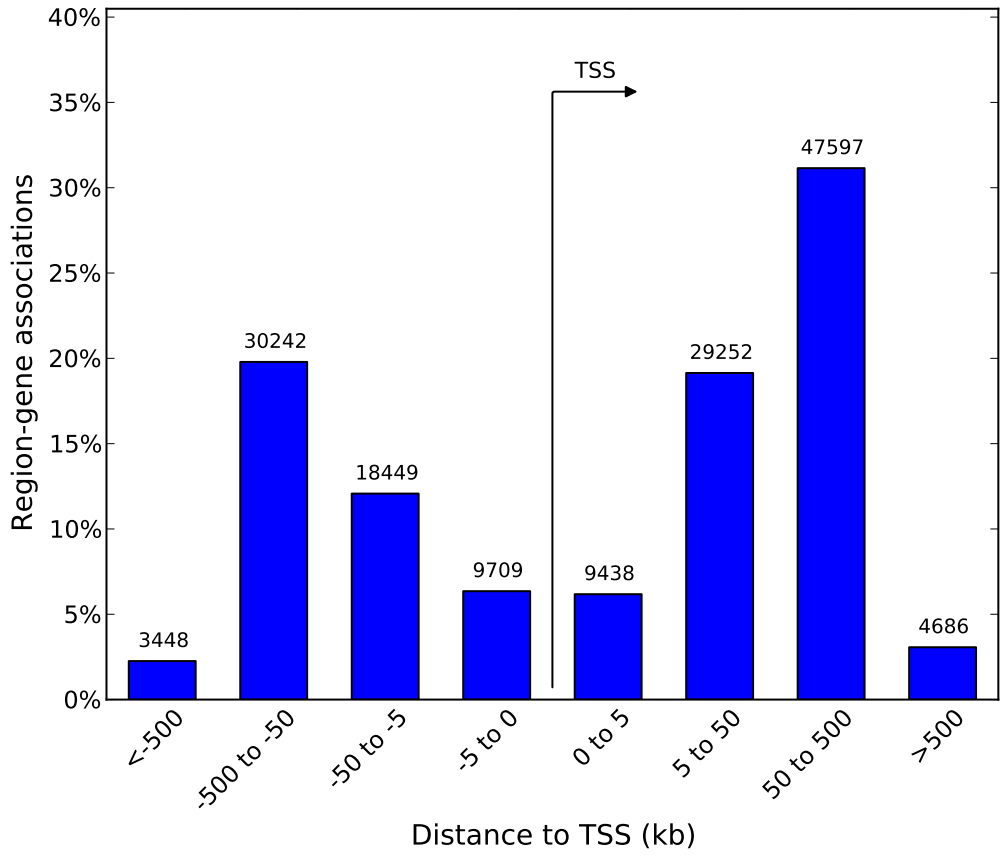 40%
35%
30%
25%
20%
15%
10%
5%
0%
Region-gene associations
TSS
3448
30242
18449
9709
9438
29252
47597
4686
<-500
-500 to -50
-50 to -5
-5 to 0
0 to 5
5 to 50
50 to 500
>500
Distance to TSS (kb)